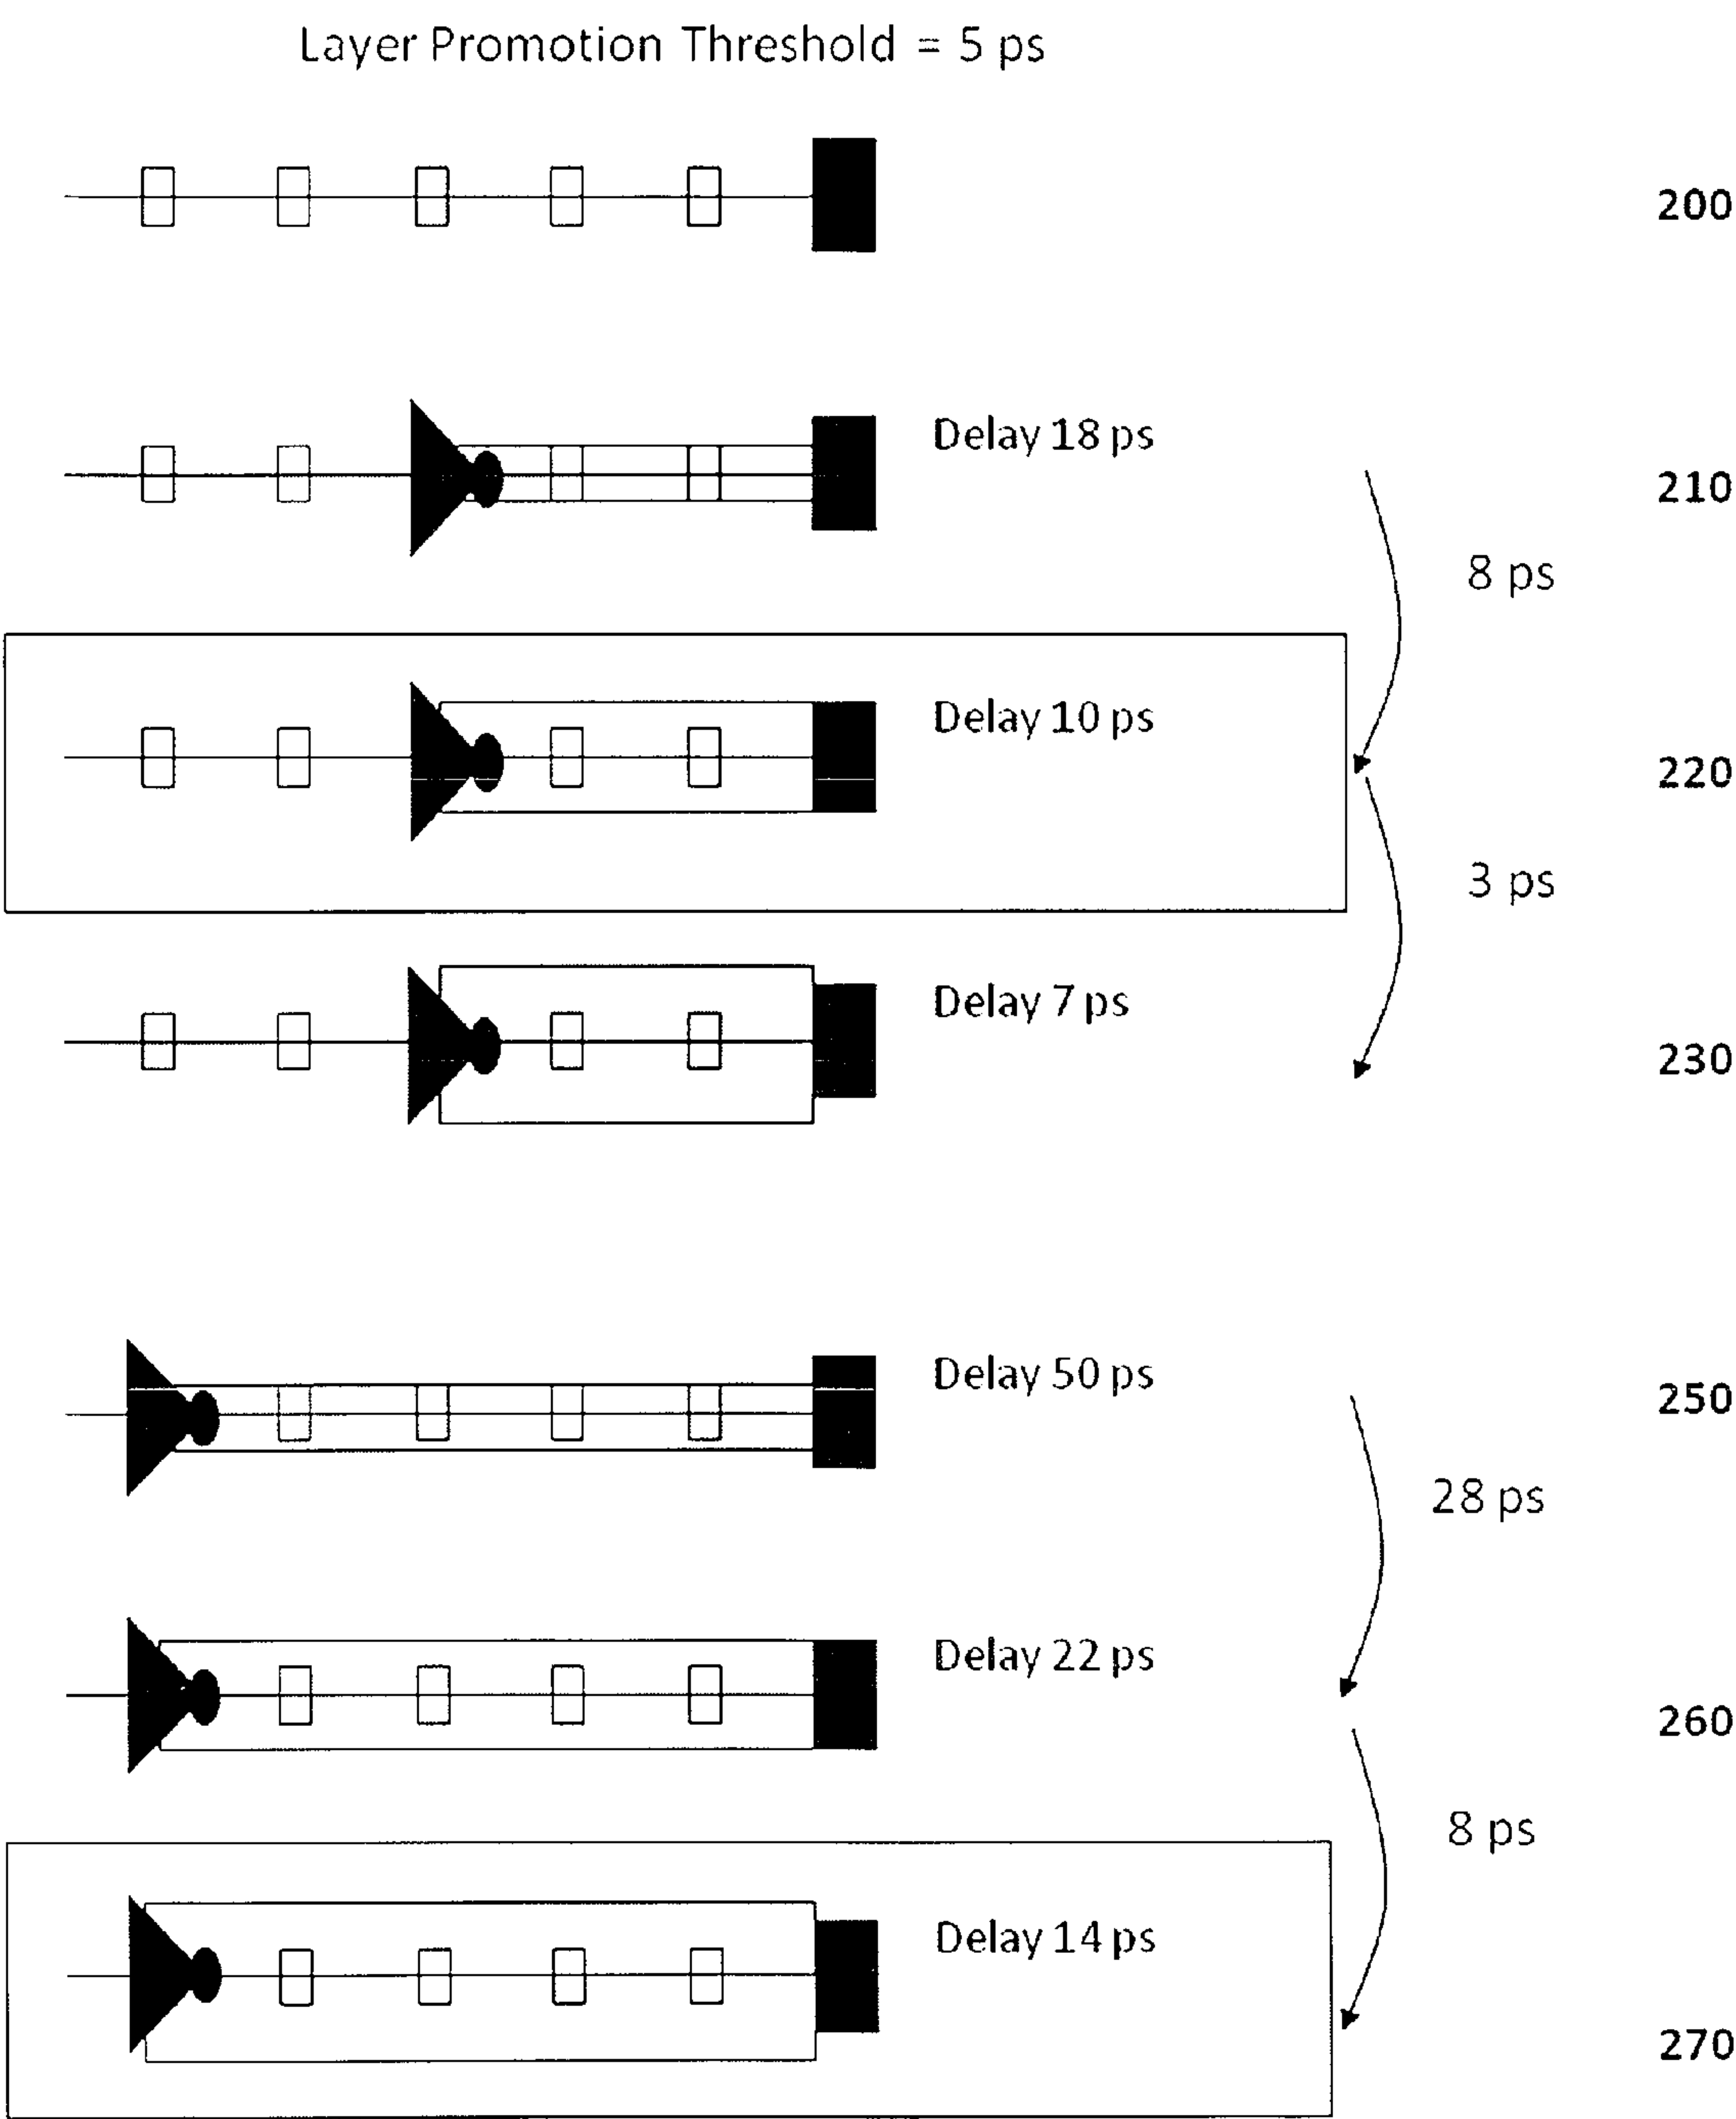 Layer Promotion Threshold = 5 ps
200
Delay 18 ps
210
8 ps
Delay 10 ps
220
3 ps
Delay 7 ps
230
Delay 50 ps
250
28 ps
Delay 22 ps
260
8 ps
Delay 14 ps
270